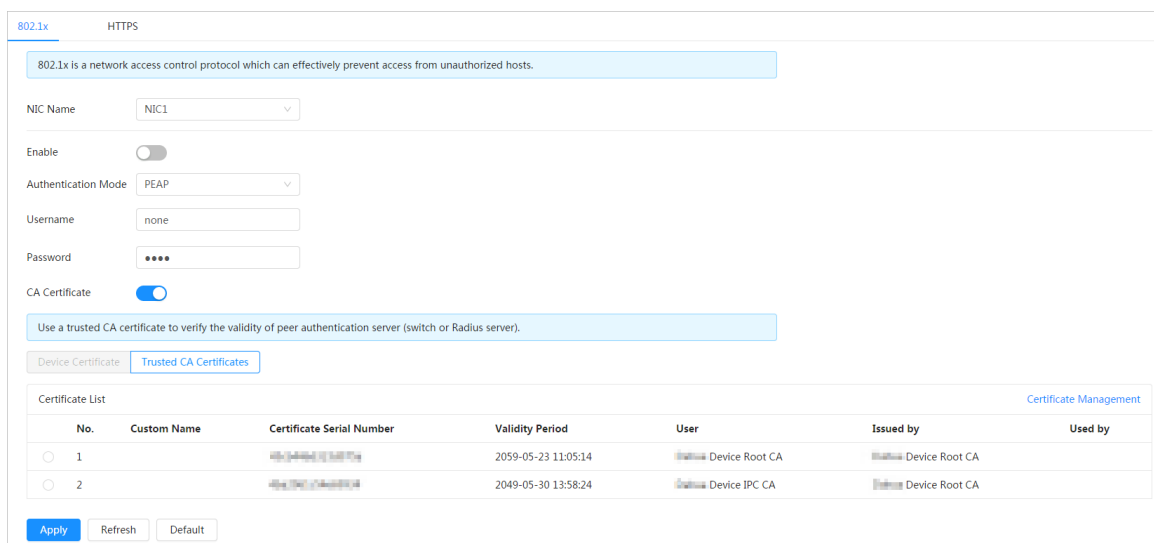 802.1x HTTPS
802.1x is a network access control protocol which can effectively prevent access from unauthorized hosts.
NIC Name NIC1
Enable
Authentication Mode PEAP
Username none
Password ••••
CA Certificate
Use a trusted CA certificate to verify the validity of peer authentication server (switch or Radius server).
Device Certificate Trusted CA Certificates
Certificate List Certificate Management
No. Custom Name Certificate Serial Number Validity Period User Issued by Used by
1 2059-05-23 11:05:14 Device Root CA Device Root CA
2 2049-05-30 13:58:24 Device IPC CA Device Root CA
Apply Refresh Default